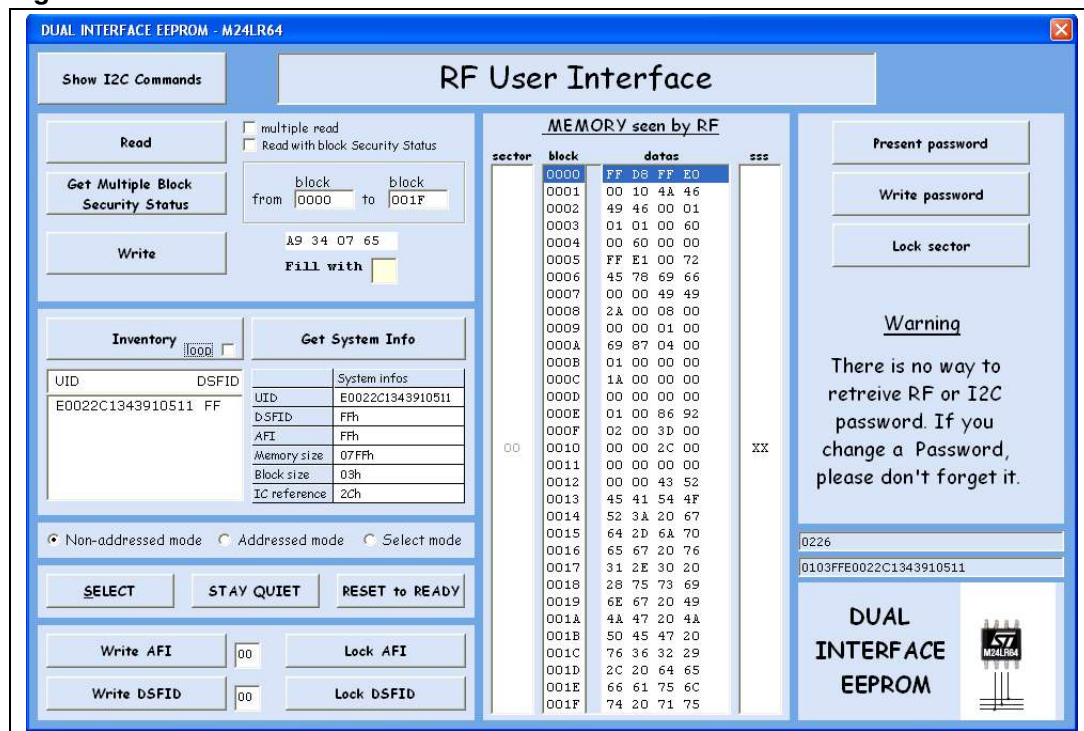 DUAL INTERFACE EEPROM - M24LR64
Show I2C Commands
RF User Interface
Read
multiple read
Read with block Security Status
Get Multiple Block
Security Status
block block
from 0000 to 001F
Write
A9 34 07 65
Fill with
Inventory
loop
Get System Info
UID DSFID
E0022C1343910511 FF
System infos
UID E0022C1343910511
DSFID FFh
AFI FFh
Memory size 07FFh
Block size 03h
IC reference 2Ch
Non-addressed mode Addressed mode Select mode
SELECT STAY QUIET RESET to READY
Write AFI 00 Lock AFI
Write DSFID 00 Lock DSFID
MEMORY seen by RF
sector block datas sss
0000 FF D8 FF E0
0001 00 10 4A 46
0002 49 46 00 01
0003 01 01 00 60
0004 00 60 00 00
0005 FF E1 00 72
0006 45 78 69 66
0007 00 00 49 49
0008 2A 00 08 00
0009 00 00 01 00
000A 69 87 04 00
000B 01 00 00 00
000C 1A 00 00 00
000D 00 00 00 00
000E 01 00 86 92
000F 02 00 3D 00
00 0010 00 00 2C 00 XX
0011 00 00 00 00
0012 00 00 43 52
0013 45 41 54 4F
0014 52 3A 20 67
0015 64 2D 6A 70
0016 65 67 20 76
0017 31 2E 30 20
0018 28 75 73 69
0019 6E 67 20 49
001A 4A 47 20 4A
001B 50 45 47 20
001C 76 36 32 29
001D 2C 20 64 65
001E 66 61 75 6C
001F 74 20 71 75
Present password
Write password
Lock sector
Warning
There is no way to
retreive RF or I2C
password. If you
change a Password,
please don't forget it.
0226
0103FFE0022C1343910511
DUAL
INTERFACE
EEPROM
ST
M24LR64